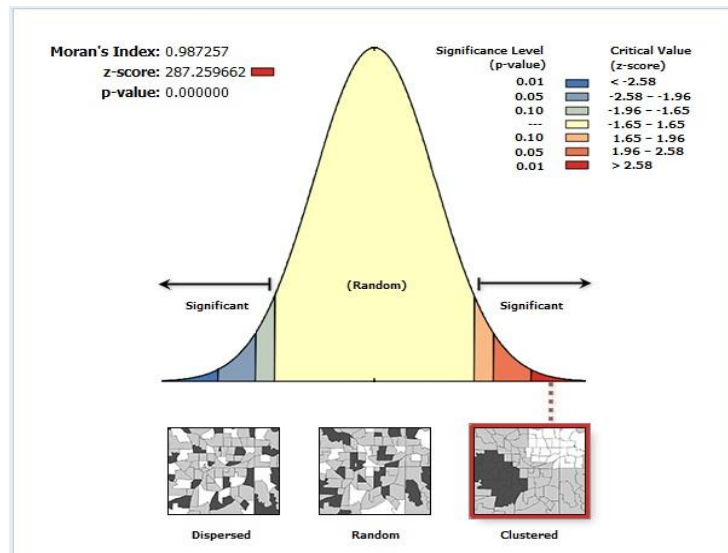 Moran's Index: 0.987257
z-score: 287.259662
p-value: 0.000000
Significance Level
(p-value)
Critical Value
(z-score)
0.01 < -2.58
0.05 -2.58 – -1.96
0.10 -1.96 – -1.65
--- -1.65 – 1.65
0.10 1.65 – 1.96
0.05 1.96 – 2.58
0.01 > 2.58
Significant
(Random)
Significant
Dispersed
Random
Clustered